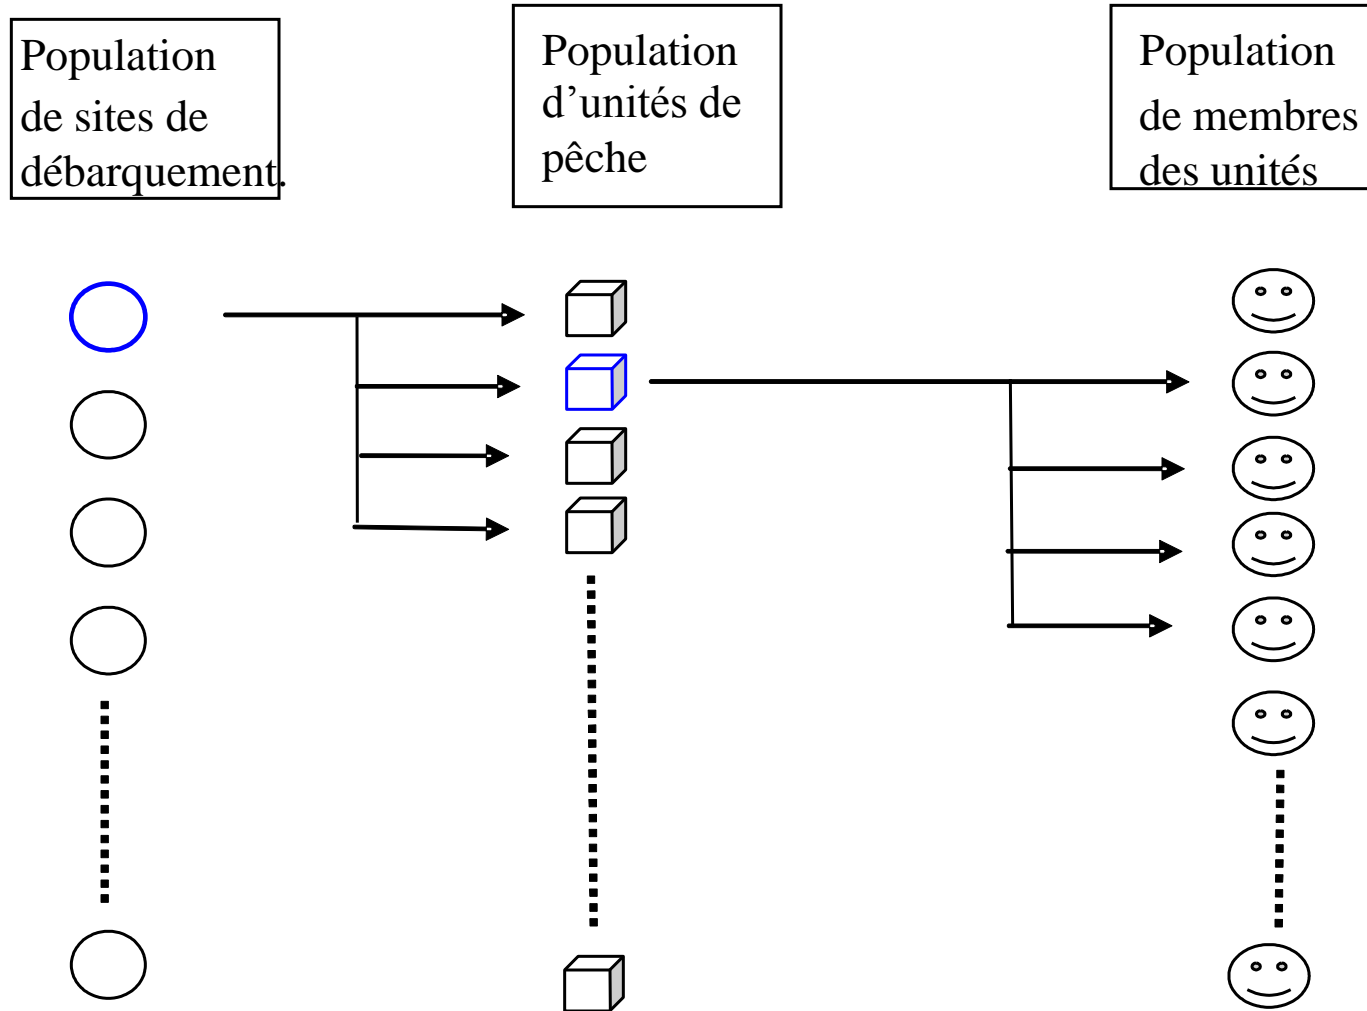 Population
de sites de
débarquement.
Population
d’unités de
pêche
Population
de membres
des unités